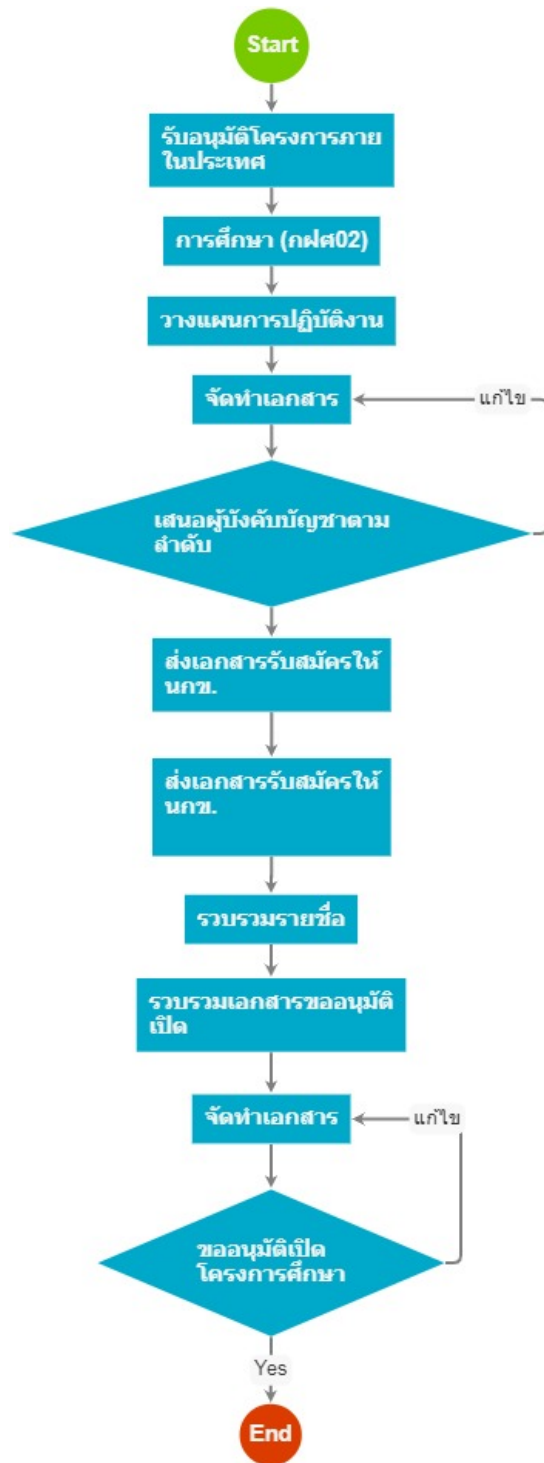 Start
รับอนุมัติโครงการภาย
ในประเทศ
การศึกษา (กฝศ02)
วางแผนการปฏิบัติงาน
จัดทำเอกสาร
แก้ไข
เสนอผู้บังคับบัญชาตาม
ลำดับ
ส่งเอกสารรับสมัครให้
นกข.
ส่งเอกสารรับสมัครให้
นกข.
รวบรวมรายชื่อ
รวบรวมเอกสารขออนุมัติ
เปิด
จัดทำเอกสาร
แก้ไข
ขออนุมัติเปิด
โครงการศึกษา
Yes
End